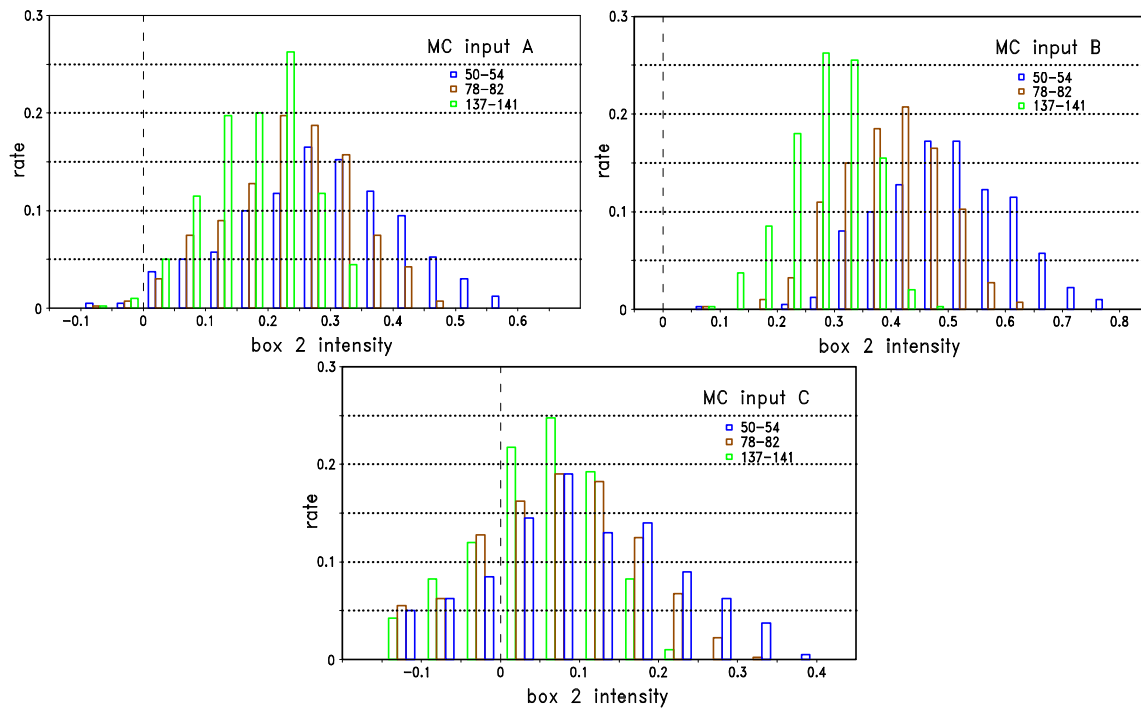 0.3
MC input A
50-54
78-82
137-141
0.2
rate
0.1
0
-0.1 0 0.1 0.2 0.3 0.4 0.5 0.6
box 2 intensity
0.3
MC input B
50-54
78-82
137-141
0.2
rate
0.1
0
0 0.1 0.2 0.3 0.4 0.5 0.6 0.7 0.8
box 2 intensity
0.3
MC input C
50-54
78-82
137-141
0.2
rate
0.1
0
-0.1 0 0.1 0.2 0.3 0.4
box 2 intensity